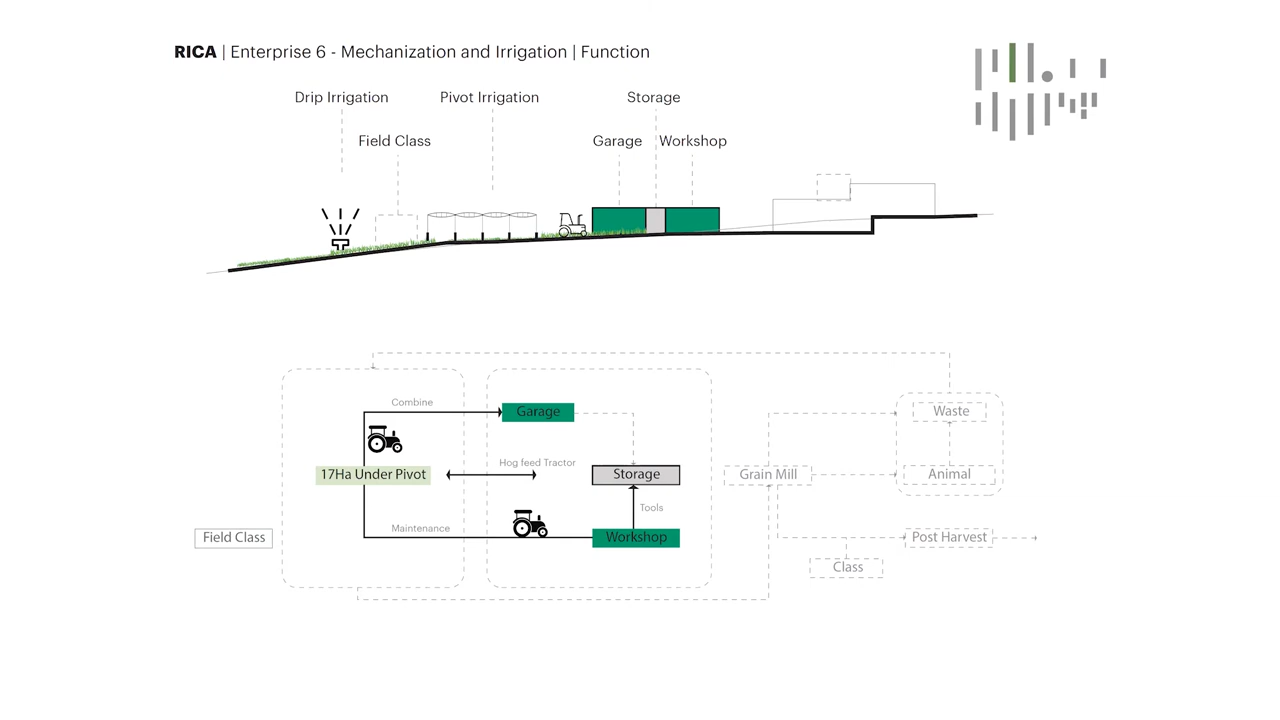 RICA | Enterprise 6 - Mechanization and Irrigation | Function
Drip Irrigation
Pivot Irrigation
Storage
Field Class
Garage
Workshop
Combine
Garage
Waste
Hog feed Tractor
17Ha Under Pivot
Storage
Grain Mill
Animal
Tools
Maintenance
Field Class
Workshop
Post Harvest
Class